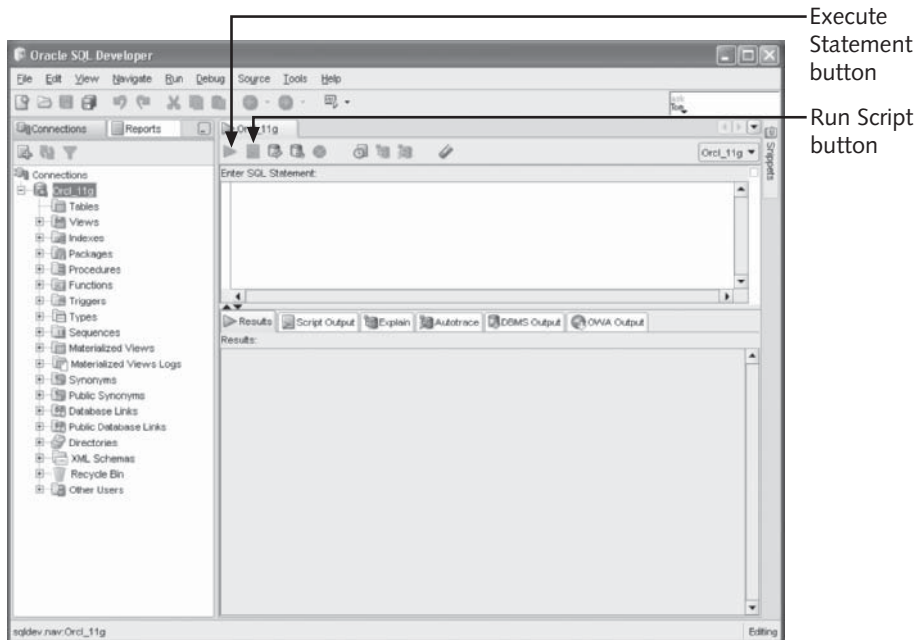 Execute
Statement
button
Run Script
button
Oracle SQL Developer
File Edit View Navigate Run Debug Source Tools Help
Connections Reports
Orcl_11g
Enter SQL Statement:
Snippets
Connections
Orcl_11g
Tables
Views
Indexes
Packages
Procedures
Functions
Triggers
Types
Sequences
Materialized Views
Materialized Views Logs
Synonyms
Public Synonyms
Database Links
Public Database Links
Directories
XML Schemas
Recycle Bin
Other Users
Results Script Output Explain Autotrace DBMS Output OWA Output
Results:
sqldev.nav:Orcl_11g
Editing